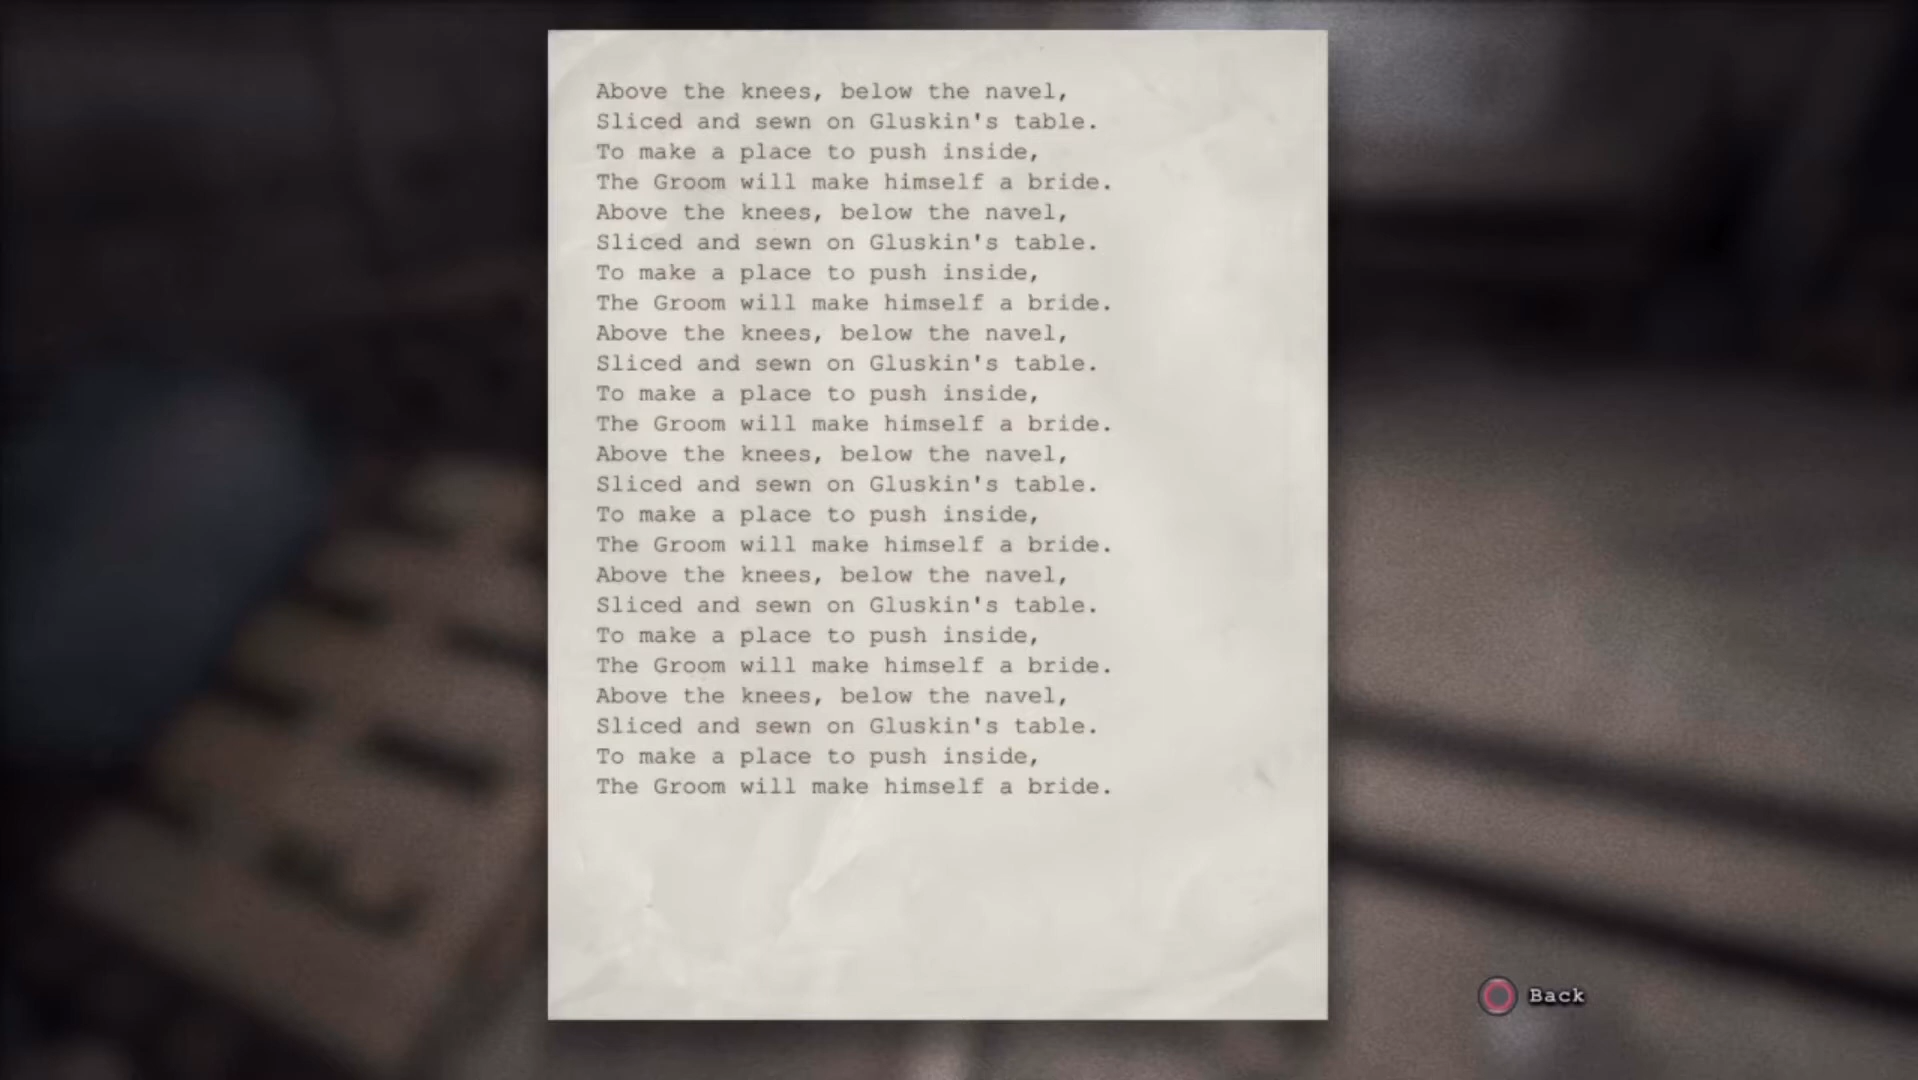 Above the knees, below the navel,
Sliced and sewn on Gluskin's table.
To make a place to push inside,
The Groom will make himself a bride.
Above the knees, below the navel,
Sliced and sewn on Gluskin's table.
To make a place to push inside,
The Groom will make himself a bride.
Above the knees, below the navel,
Sliced and sewn on Gluskin's table.
To make a place to push inside,
The Groom will make himself a bride.
Above the knees, below the navel,
Sliced and sewn on Gluskin's table.
To make a place to push inside,
The Groom will make himself a bride.
Above the knees, below the navel,
Sliced and sewn on Gluskin's table.
To make a place to push inside,
The Groom will make himself a bride.
Above the knees, below the navel,
Sliced and sewn on Gluskin's table.
To make a place to push inside,
The Groom will make himself a bride.
Back